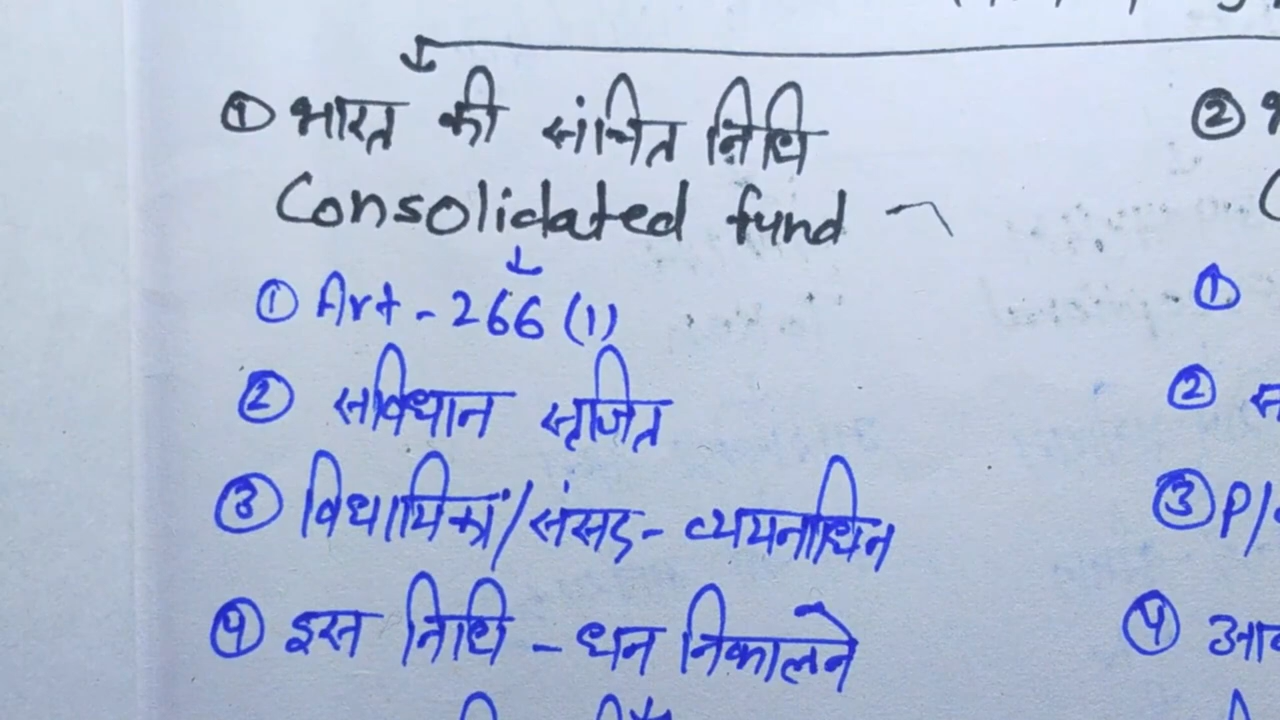 ① भारत की संचित निधि
Consolidated fund
① Art - 266 (1)
② सविधान सृजित
③ विधायिका/संसद - व्ययनाधिन
④ इस निधि - धन निकालने
②
①
②
③ P/
④